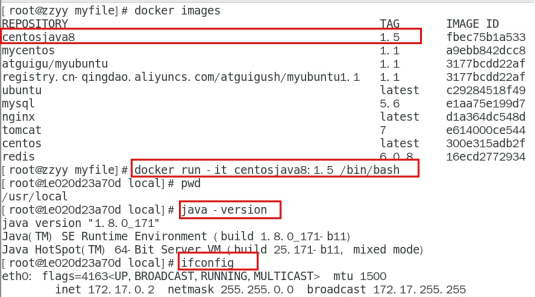 [root@zzyy myfile]# docker images
REPOSITORY TAG IMAGE ID
centosjava8 1.5 fbec75b1a533
mycentos 1.1 a9ebb842dcc8
atguigu/myubuntu 1.1 3177bcdd22af
registry.cn-qingdao.aliyuncs.com/atguigush/myubuntu1.1 1.1 3177bcdd22af
ubuntu latest c29284518f49
mysql 5.6 e1aa75e199d7
nginx latest d1a364dc548d
tomcat 7 e614000ce544
centos latest 300e315adb2f
redis 6.0.8 16ecd2772934
[root@zzyy myfile]# docker run -it centosjava8:1.5 /bin/bash
[root@1e020d23a70d local]# pwd
/usr/local
[root@1e020d23a70d local]# java -version
java version "1.8.0_171"
Java(TM) SE Runtime Environment (build 1.8.0_171-b11)
Java HotSpot(TM) 64-Bit Server VM (build 25.171-b11, mixed mode)
[root@1e020d23a70d local]# ifconfig
eth0: flags=4163<UP,BROADCAST,RUNNING,MULTICAST> mtu 1500
inet 172.17.0.2 netmask 255.255.0.0 broadcast 172.17.255.255